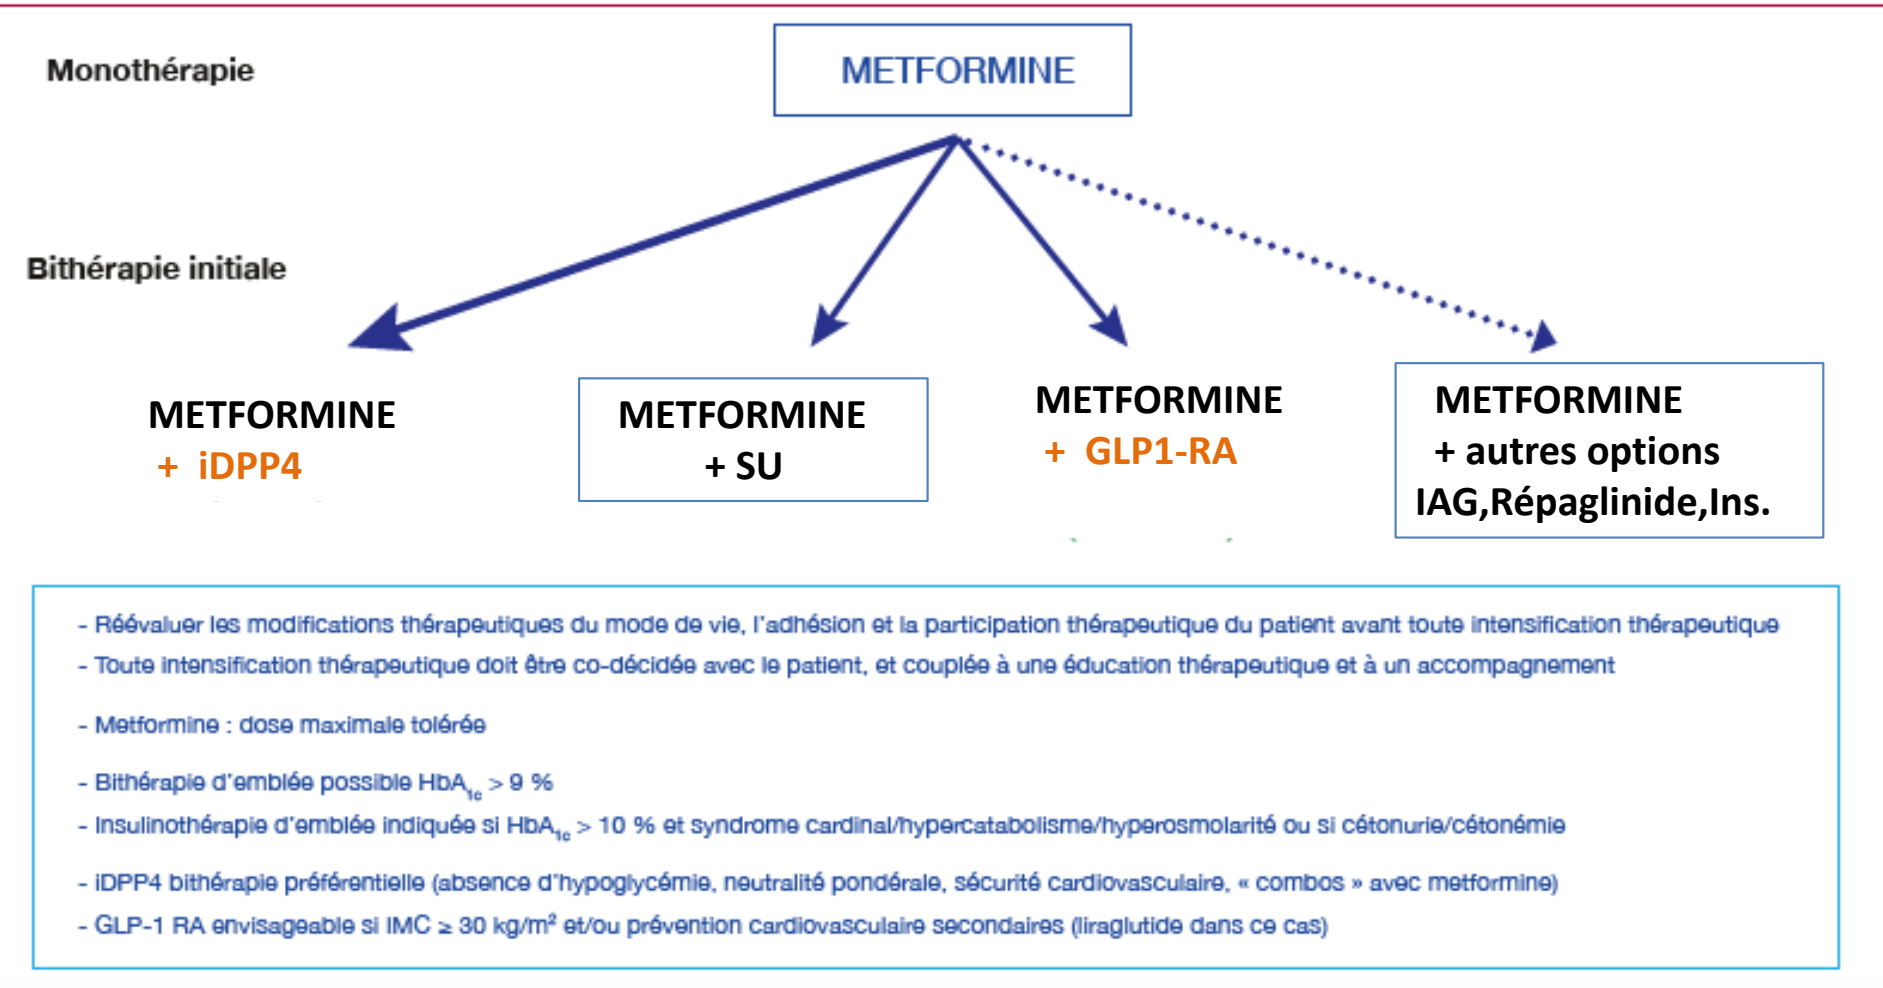 Monothérapie
METFORMINE
Bithérapie initiale
METFORMINE
+ iDPP4
METFORMINE
+ SU
METFORMINE
+ GLP1-RA
METFORMINE
+ autres options
IAG,Répaglinide,Ins.
- Réévaluer les modifications thérapeutiques du mode de vie, l'adhésion et la participation thérapeutique du patient avant toute intensification thérapeutique
- Toute intensification thérapeutique doit être co-décidée avec le patient, et couplée à une éducation thérapeutique et à un accompagnement
- Metformine : dose maximale tolérée
- Bithérapie d'emblée possible HbA1c > 9 %
- Insulinothérapie d'emblée indiquée si HbA1c > 10 % et syndrome cardinal/hypercatabolisme/hyperosmolarité ou si cétonurie/cétonémie
- iDPP4 bithérapie préférentielle (absence d'hypoglycémie, neutralité pondérale, sécurité cardiovasculaire, « combos » avec metformine)
- GLP-1 RA envisageable si IMC ≥ 30 kg/m² et/ou prévention cardiovasculaire secondaires (liraglutide dans ce cas)